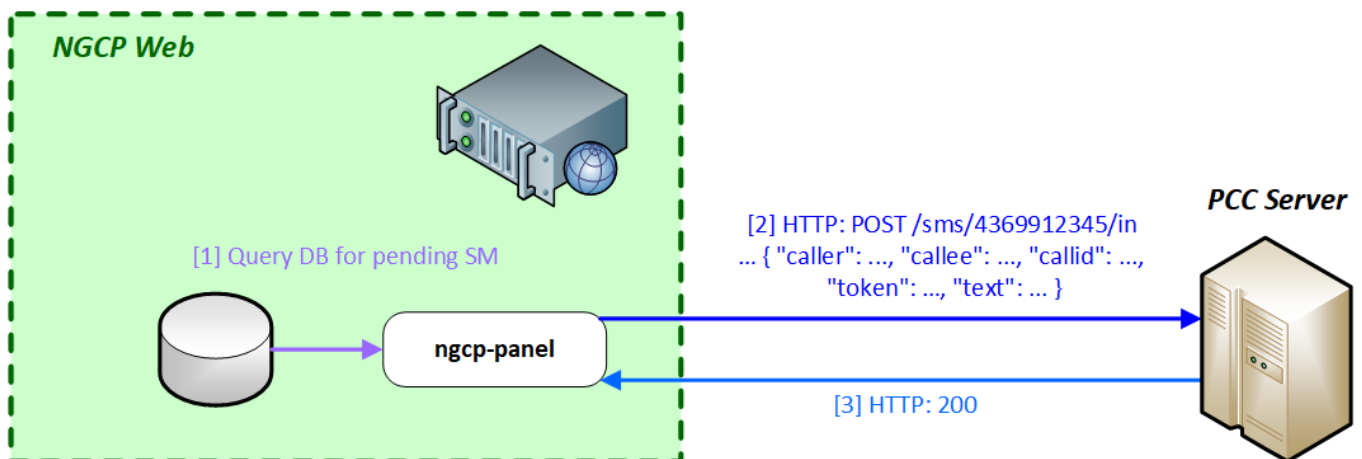 NGCP Web
PCC Server
[2] HTTP: POST /sms/4369912345/in
... { "caller": ..., "callee": ..., "callid": ...,
"token": ..., "text": ... }
[1] Query DB for pending SM
ngcp-panel
[3] HTTP: 200